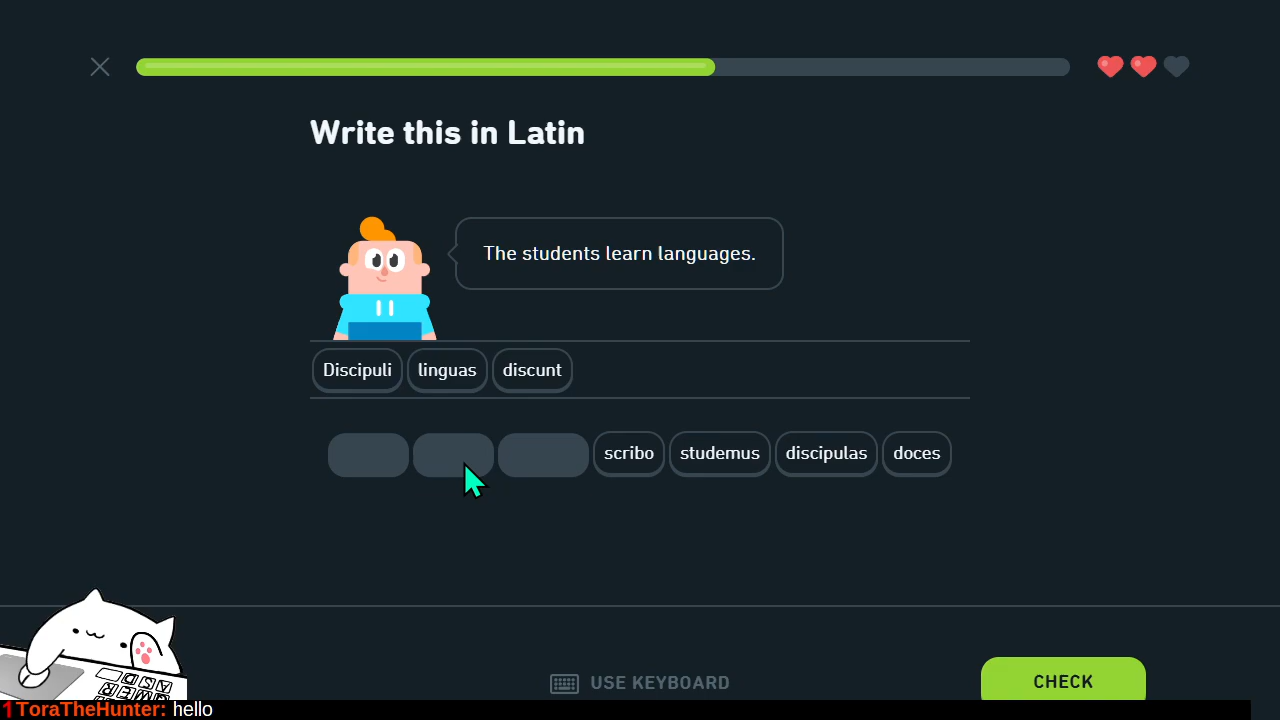 Write this in Latin
The students learn languages.
Discipuli linguas discunt
scribo studemus discipulas doces
USE KEYBOARD CHECK
1 ToraTheHunter: hello